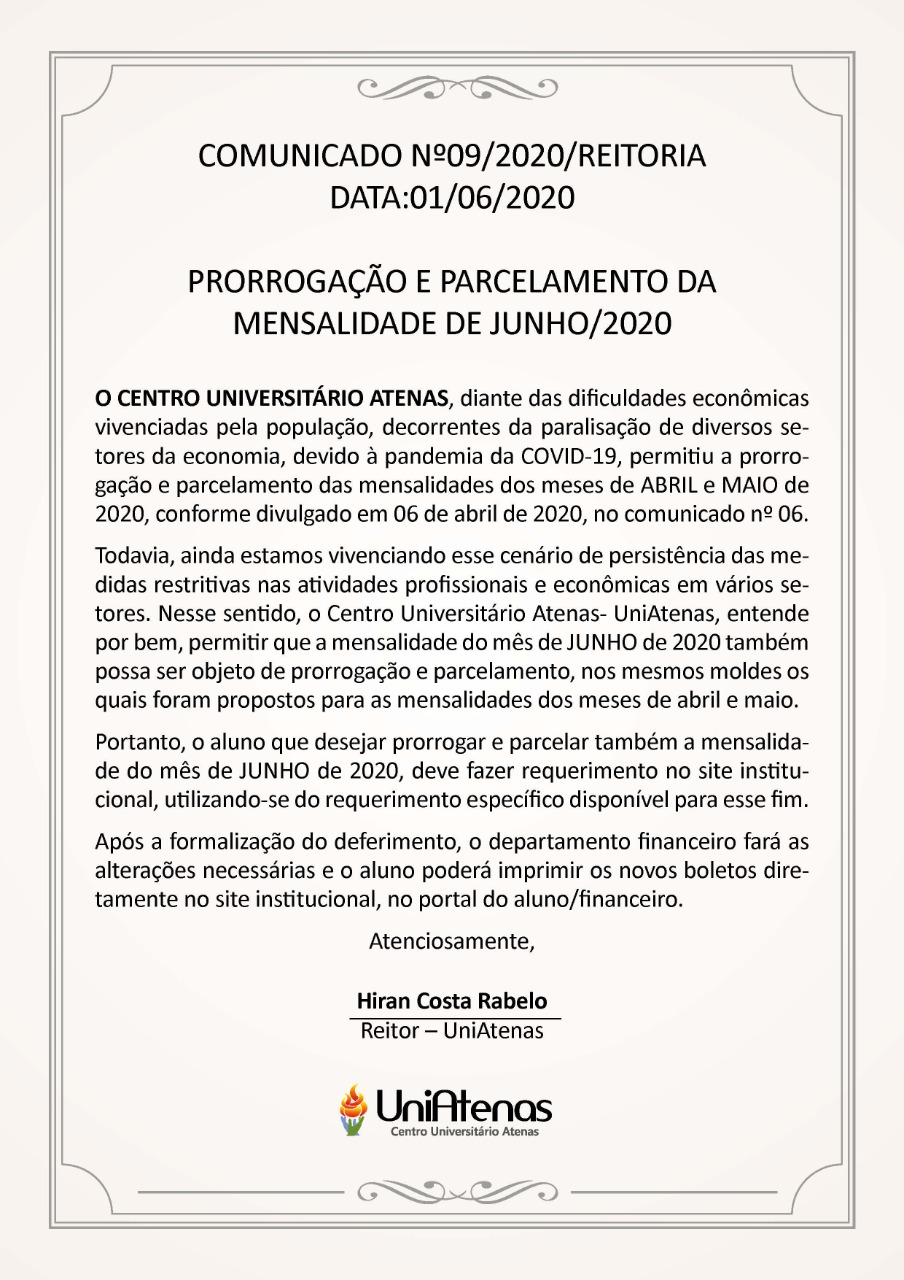 COMUNICADO Nº09/2020/REITORIA
DATA:01/06/2020
PRORROGAÇÃO E PARCELAMENTO DA
MENSALIDADE DE JUNHO/2020
O CENTRO UNIVERSITÁRIO ATENAS, diante das dificuldades econômicas
vivenciadas pela população, decorrentes da paralisação de diversos se-
tores da economia, devido à pandemia da COVID-19, permitiu a prorro-
gação e parcelamento das mensalidades dos meses de ABRIL e MAIO de
2020, conforme divulgado em 06 de abril de 2020, no comunicado nº 06.
Todavia, ainda estamos vivenciando esse cenário de persistência das me-
didas restritivas nas atividades profissionais e econômicas em vários se-
tores. Nesse sentido, o Centro Universitário Atenas- UniAtenas, entende
por bem, permitir que a mensalidade do mês de JUNHO de 2020 também
possa ser objeto de prorrogação e parcelamento, nos mesmos moldes os
quais foram propostos para as mensalidades dos meses de abril e maio.
Portanto, o aluno que desejar prorrogar e parcelar também a mensalida-
de do mês de JUNHO de 2020, deve fazer requerimento no site institu-
cional, utilizando-se do requerimento específico disponível para esse fim.
Após a formalização do deferimento, o departamento financeiro fará as
alterações necessárias e o aluno poderá imprimir os novos boletos dire-
tamente no site institucional, no portal do aluno/financeiro.
Atenciosamente,
Hiran Costa Rabelo
Reitor – UniAtenas
UniAtenas
Centro Universitário Atenas